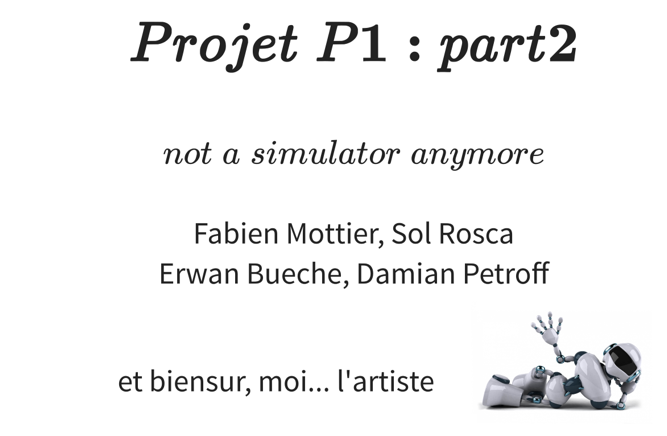 Projet P1 : part2
not a simulator anymore
Fabien Mottier, Sol Rosca
Erwan Bueche, Damian Petroff
et biensur, moi... l'artiste